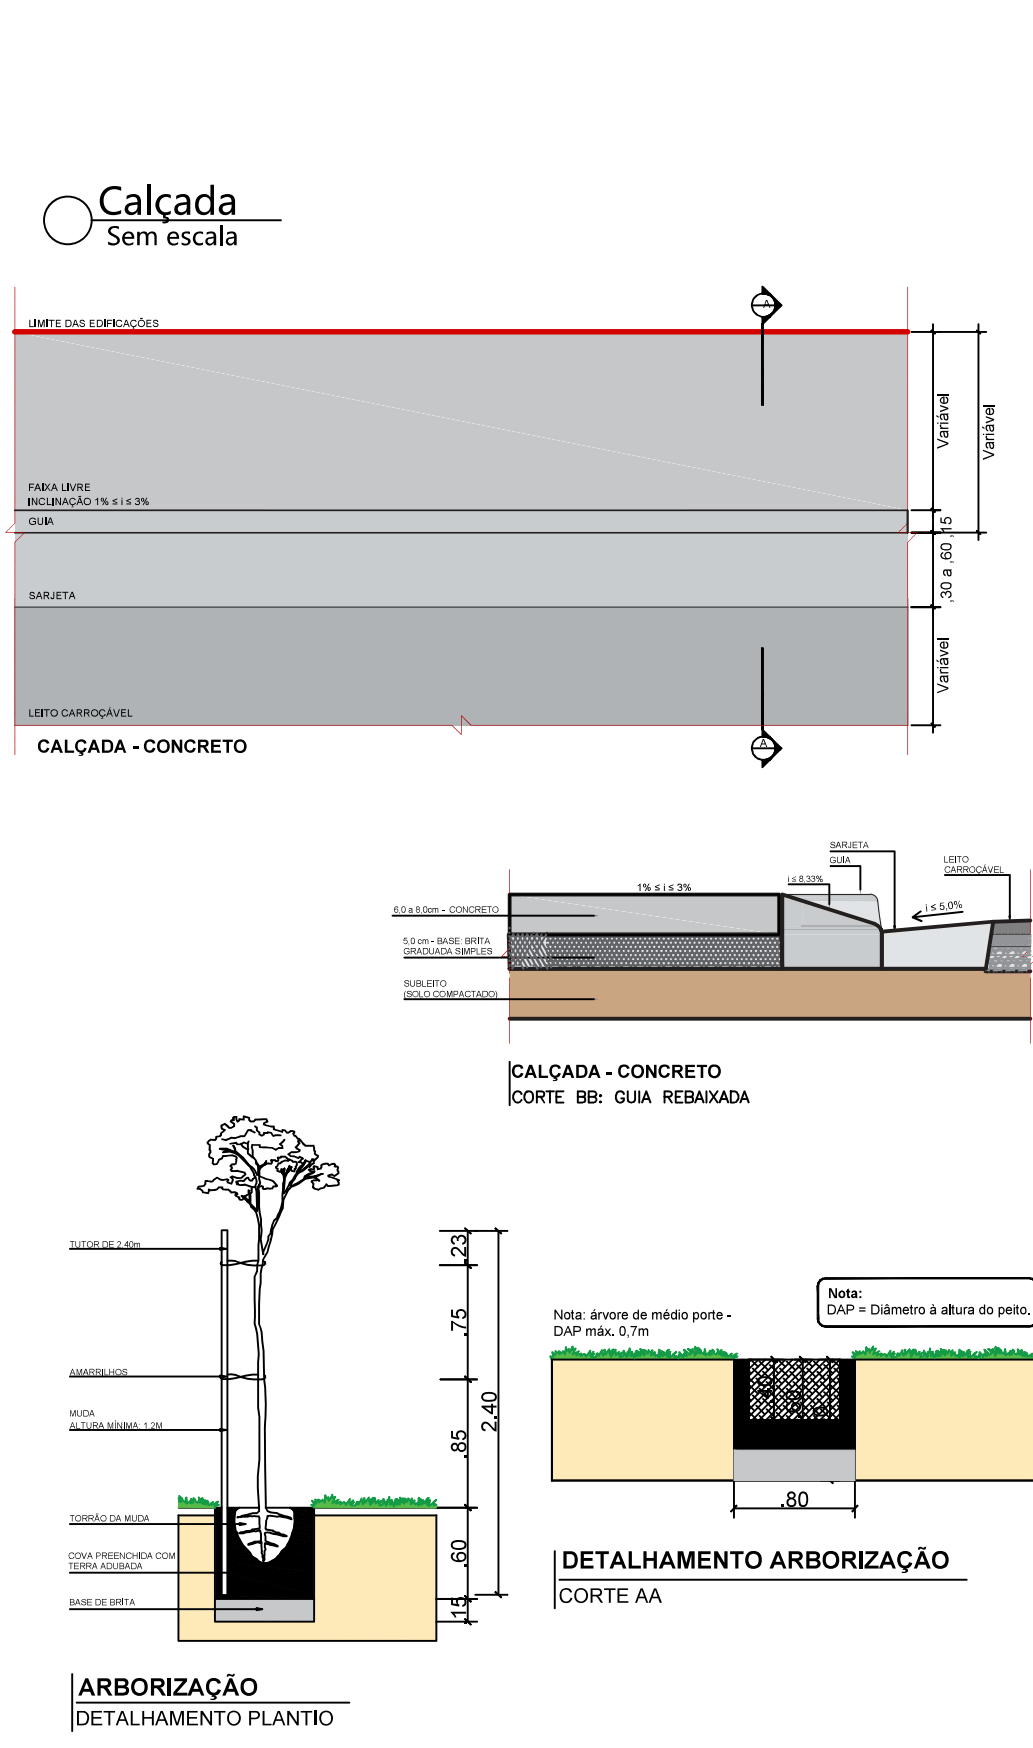 Calçada
Sem escala
A
LIMITE DAS EDIFICAÇÕES
Variável
Variável
FAIXA LIVRE
INCLINAÇÃO 1% ≤ i ≤ 3%
GUIA
,15
,30 a ,60
SARJETA
Variável
LEITO CARROÇÁVEL
CALÇADA - CONCRETO
A
SARJETA
GUIA
LEITO
CARROÇÁVEL
i ≤ 8,33%
1% ≤ i ≤ 3%
i ≤ 5,0%
6,0 a 8,0cm - CONCRETO
5,0 cm - BASE: BRITA
GRADUADA SIMPLES
SUBLEITO
(SOLO COMPACTADO)
CALÇADA - CONCRETO
CORTE BB: GUIA REBAIXADA
TUTOR DE 2.40m
AMARRILHOS
MUDA
ALTURA MÍNIMA: 1,2M
TORRÃO DA MUDA
COVA PREENCHIDA COM
TERRA ADUBADA
BASE DE BRITA
.23
.75
.85
2.40
.60
.15
ARBORIZAÇÃO
DETALHAMENTO PLANTIO
Nota:
DAP = Diâmetro à altura do peito.
Nota: árvore de médio porte -
DAP máx. 0,7m
.40
.60
.80
DETALHAMENTO ARBORIZAÇÃO
CORTE AA